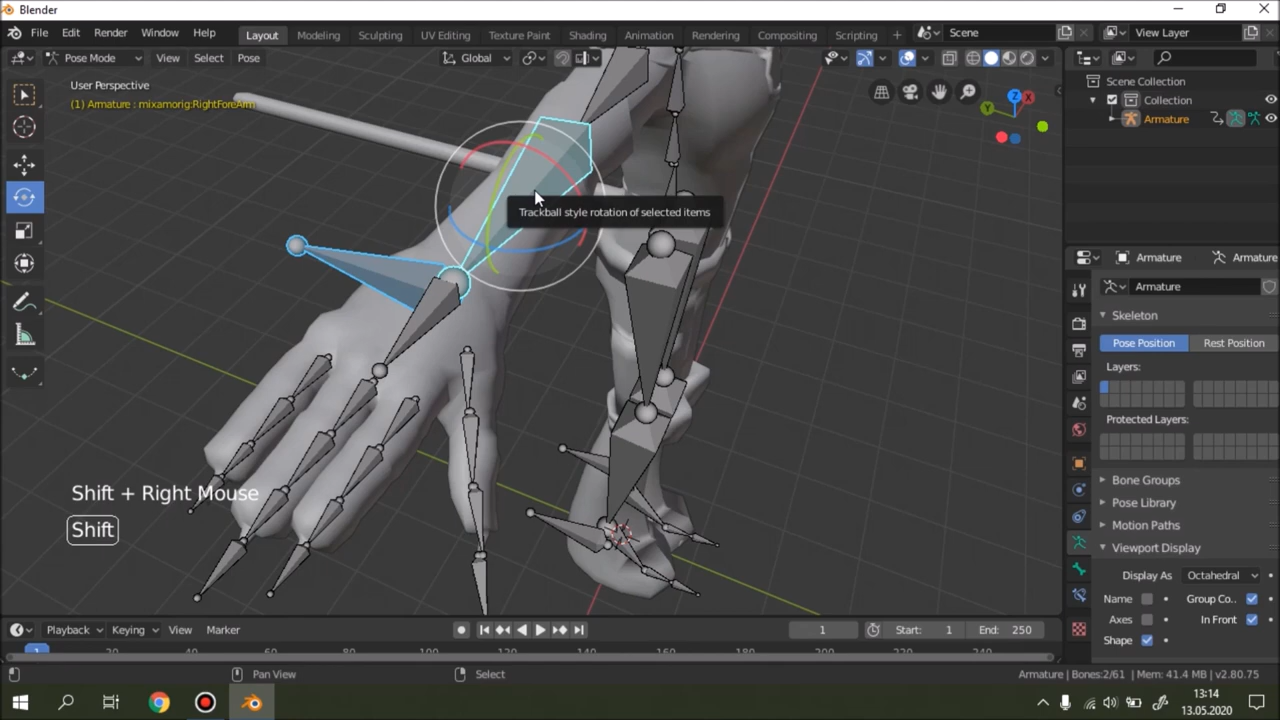 Blender
File Edit Render Window Help
Layout Modeling Sculpting UV Editing Texture Paint Shading Animation Rendering Compositing Scripting +
Scene
View Layer
Pose Mode View Select Pose
Global
User Perspective
(1) Armature : mixamorig:RightForeArm
Z
X
Y
Trackball style rotation of selected items
Shift + Right Mouse
Shift
Scene Collection
Collection
Armature
Armature
Armature
Armature
Skeleton
Pose Position
Rest Position
Layers:
Protected Layers:
Bone Groups
Pose Library
Motion Paths
Viewport Display
Display As Octahedral
Name
Group Co..
Axes
In Front
Shape
Playback Keying View Marker
1
Start: 1
End: 250
Pan View
Select
Armature | Bones:2/61 | Mem: 41.4 MB | v2.80.75
13:14
13.05.2020